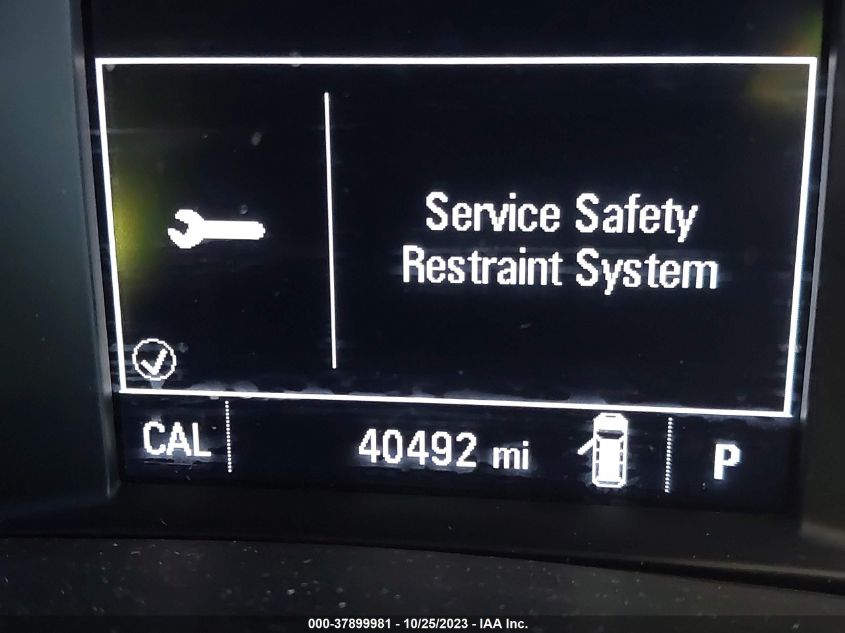 Service Safety
Restraint System
CAL 40492 mi P
000-37899981 - 10/25/2023 - IAA Inc.